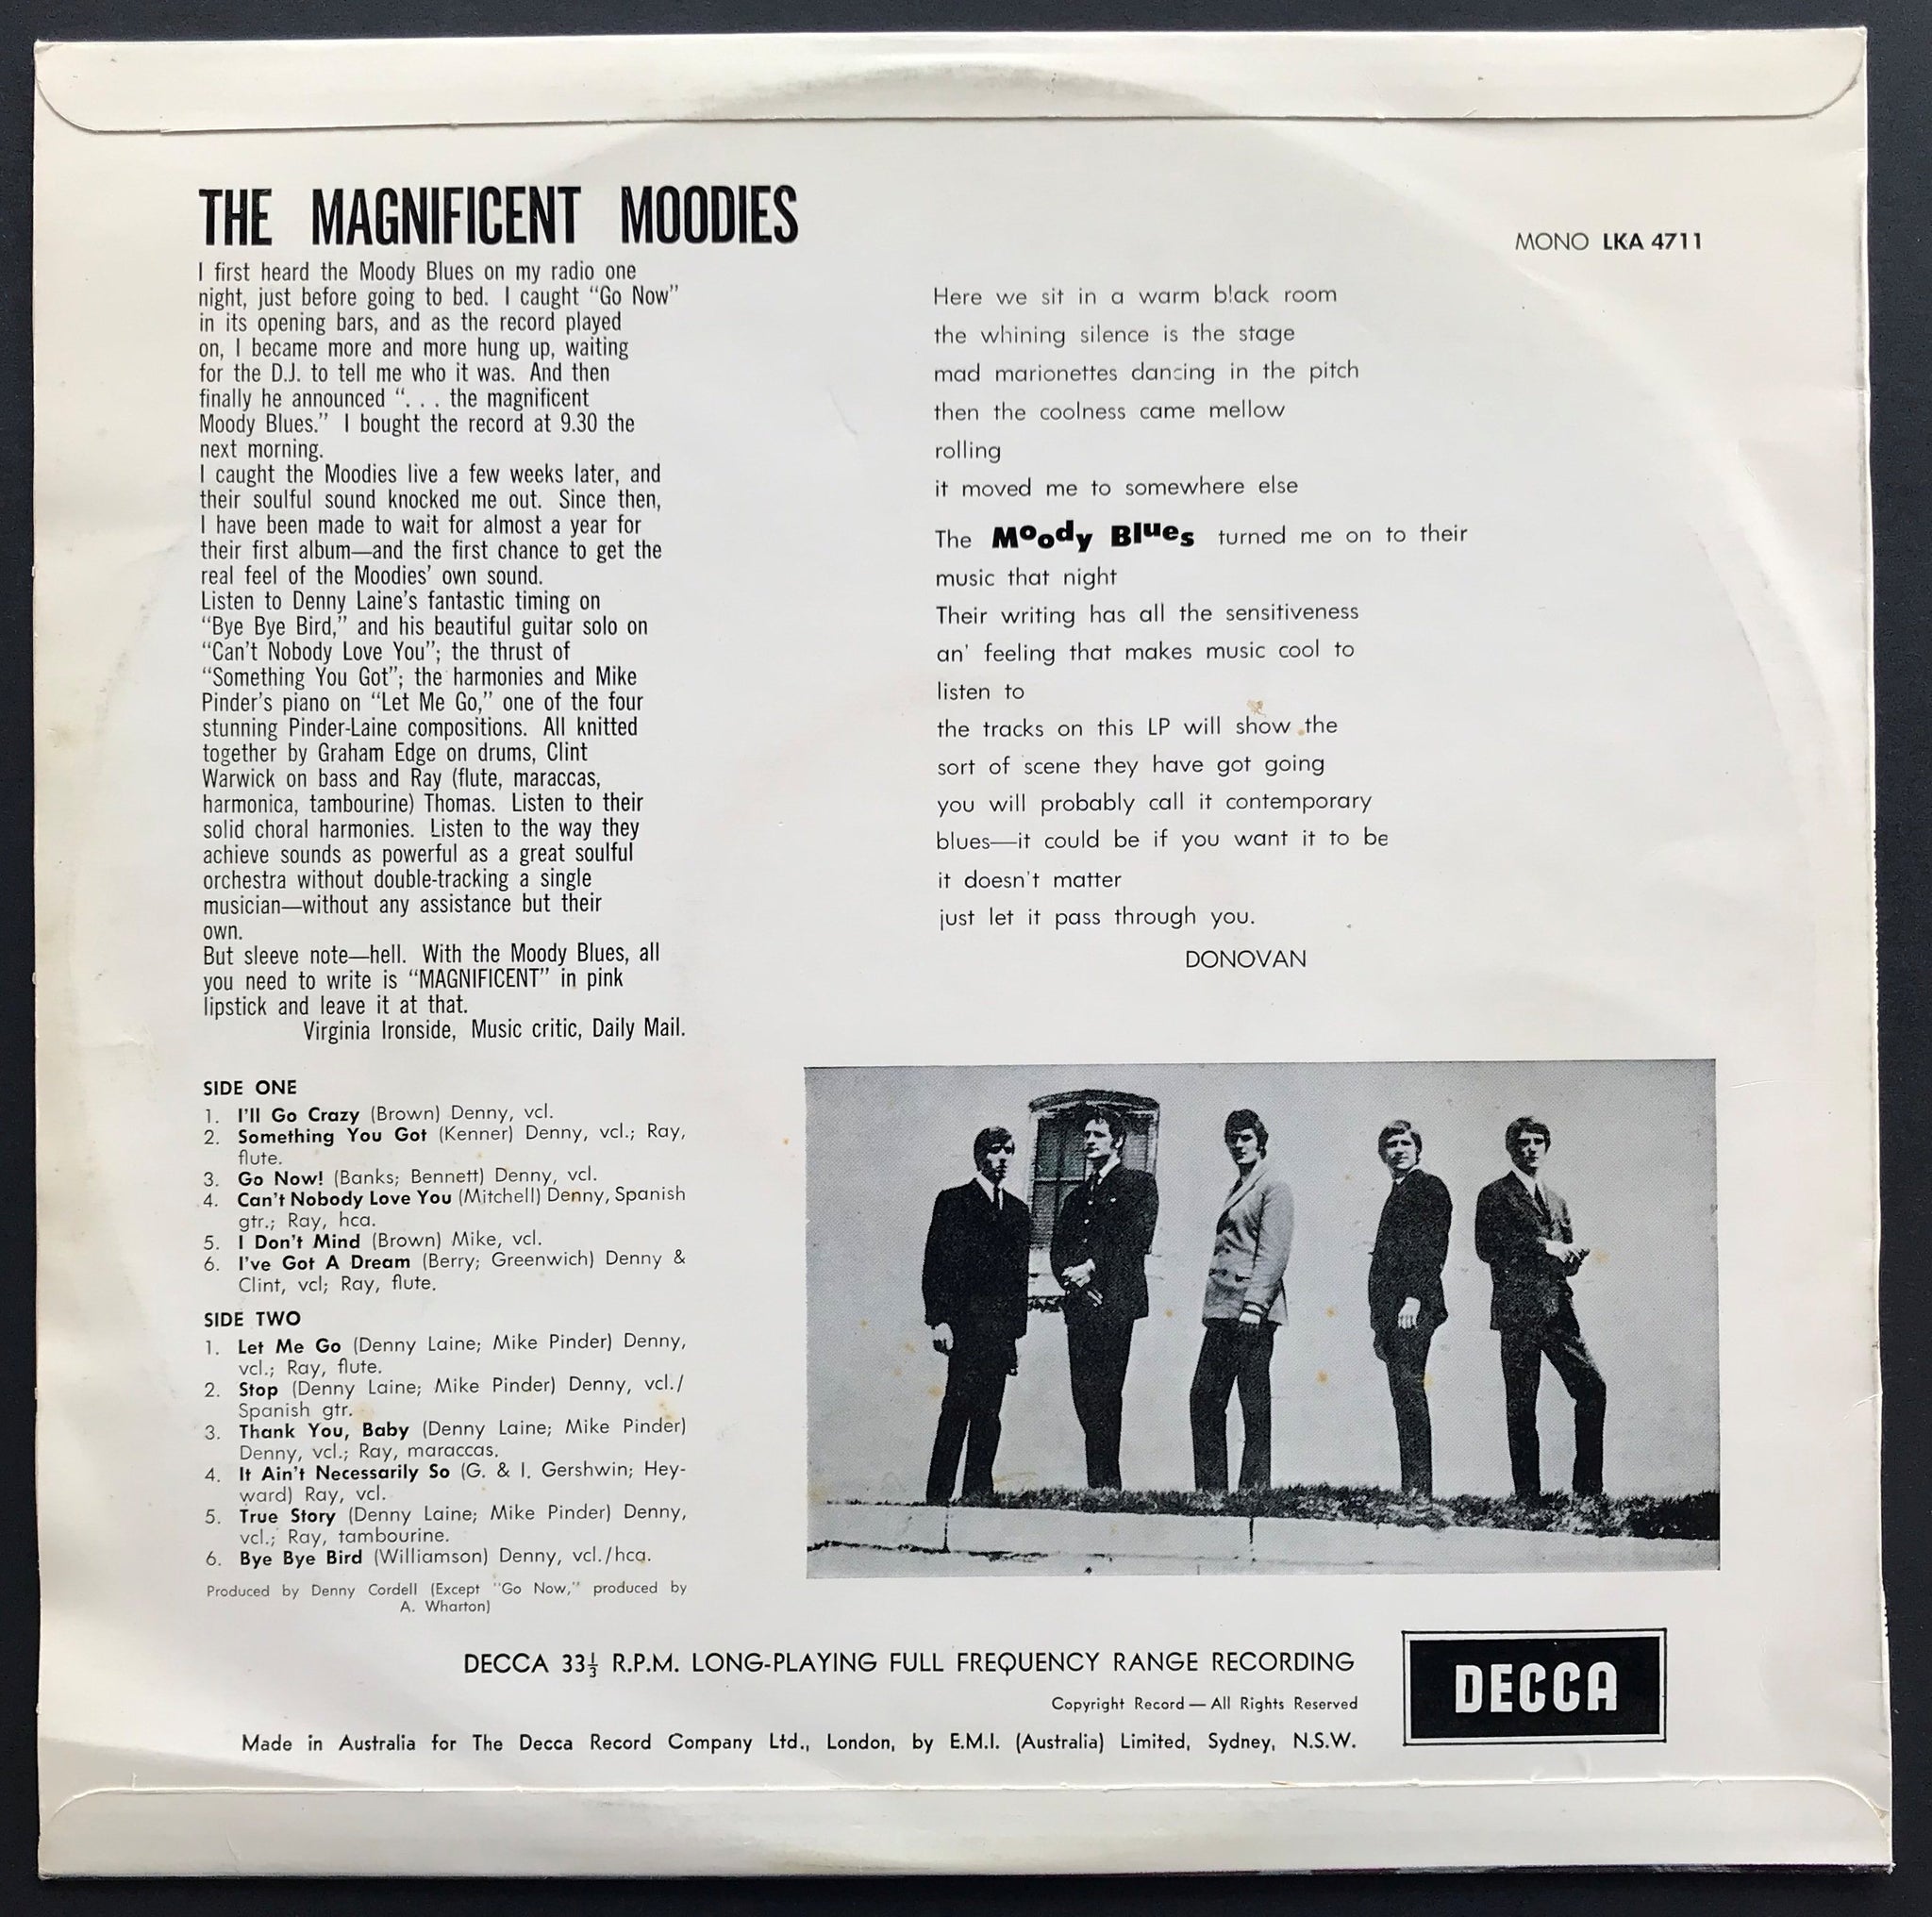 THE MAGNIFICENT MOODIES
MONO LKA 4711
I first heard the Moody Blues on my radio one
night, just before going to bed. I caught “Go Now”
in its opening bars, and as the record played
on, I became more and more hung up, waiting
for the D.J. to tell me who it was. And then
finally he announced “. . . the magnificent
Moody Blues.” I bought the record at 9.30 the
next morning.
I caught the Moodies live a few weeks later, and
their soulful sound knocked me out. Since then,
I have been made to wait for almost a year for
their first album—and the first chance to get the
real feel of the Moodies’ own sound.
Listen to Denny Laine’s fantastic timing on
“Bye Bye Bird,” and his beautiful guitar solo on
“Can’t Nobody Love You”; the thrust of
“Something You Got”; the harmonies and Mike
Pinder’s piano on “Let Me Go,” one of the four
stunning Pinder-Laine compositions. All knitted
together by Graham Edge on drums, Clint
Warwick on bass and Ray (flute, maraccas,
harmonica, tambourine) Thomas. Listen to their
solid choral harmonies. Listen to the way they
achieve sounds as powerful as a great soulful
orchestra without double-tracking a single
musician—without any assistance but their
own.
But sleeve note—hell. With the Moody Blues, all
you need to write is “MAGNIFICENT” in pink
lipstick and leave it at that.
Virginia Ironside, Music critic, Daily Mail.
Here we sit in a warm black room
the whining silence is the stage
mad marionettes dancing in the pitch
then the coolness came mellow
rolling
it moved me to somewhere else
The Moody Blues turned me on to their
music that night
Their writing has all the sensitiveness
an’ feeling that makes music cool to
listen to
the tracks on this LP will show the
sort of scene they have got going
you will probably call it contemporary
blues—it could be if you want it to be
it doesn’t matter
just let it pass through you.
DONOVAN
SIDE ONE
1. I’ll Go Crazy (Brown) Denny, vcl.
2. Something You Got (Kenner) Denny, vcl.; Ray,
flute.
3. Go Now! (Banks; Bennett) Denny, vcl.
4. Can’t Nobody Love You (Mitchell) Denny, Spanish
gtr.; Ray, hca.
5. I Don’t Mind (Brown) Mike, vcl.
6. I’ve Got A Dream (Berry; Greenwich) Denny &
Clint, vcl; Ray, flute.
SIDE TWO
1. Let Me Go (Denny Laine; Mike Pinder) Denny,
vcl.; Ray, flute.
2. Stop (Denny Laine; Mike Pinder) Denny, vcl./
Spanish gtr.
3. Thank You, Baby (Denny Laine; Mike Pinder)
Denny, vcl.; Ray, maraccas.
4. It Ain’t Necessarily So (G. & I. Gershwin; Hey-
ward) Ray, vcl.
5. True Story (Denny Laine; Mike Pinder) Denny,
vcl.; Ray, tambourine.
6. Bye Bye Bird (Williamson) Denny, vcl./hca.
Produced by Denny Cordell (Except “Go Now,” produced by
A. Wharton)
DECCA 33⅓ R.P.M. LONG-PLAYING FULL FREQUENCY RANGE RECORDING
Copyright Record — All Rights Reserved
Made in Australia for The Decca Record Company Ltd., London, by E.M.I. (Australia) Limited, Sydney, N.S.W.
DECCA